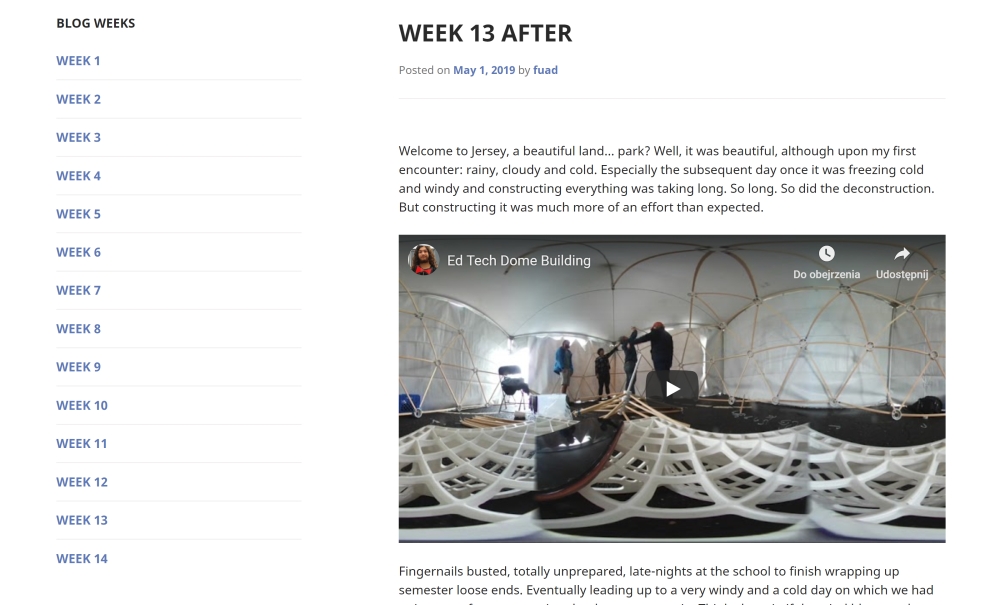 BLOG WEEKS
WEEK 1
WEEK 2
WEEK 3
WEEK 4
WEEK 5
WEEK 6
WEEK 7
WEEK 8
WEEK 9
WEEK 10
WEEK 11
WEEK 12
WEEK 13
WEEK 14
WEEK 13 AFTER
Posted on May 1, 2019 by fuad
Welcome to Jersey, a beautiful land... park? Well, it was beautiful, although upon my first
encounter: rainy, cloudy and cold. Especially the subsequent day once it was freezing cold
and windy and constructing everything was taking long. So long. So did the deconstruction.
But constructing it was much more of an effort than expected.
Ed Tech Dome Building
Do obejrzenia
Udostępnij
Fingernails busted, totally unprepared, late-nights at the school to finish wrapping up
semester loose ends. Eventually leading up to a very windy and a cold day on which we had